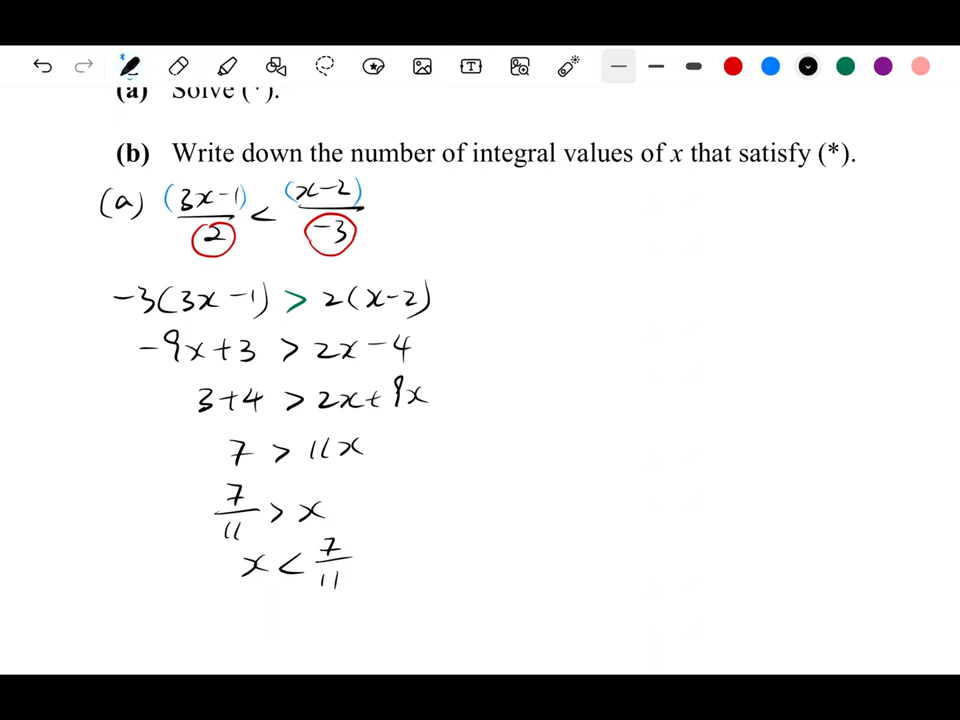 (a) Solve (*).
(b) Write down the number of integral values of x that satisfy (*).
(a) (3x-1)/2 < (x-2)/-3
-3(3x-1) > 2(x-2)
-9x+3 > 2x-4
3+4 > 2x+9x
7 > 11x
7/11 > x
x < 7/11